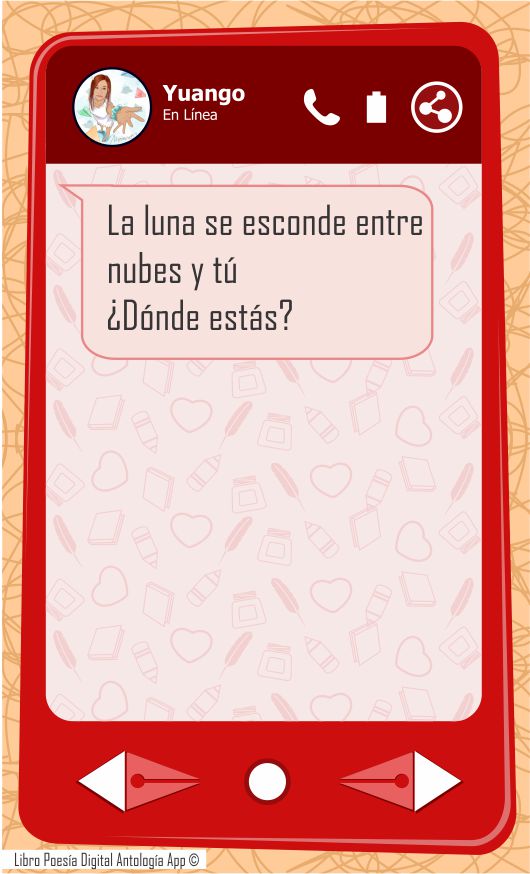 Yuango
En Línea
La luna se esconde entre
nubes y tú
¿Dónde estás?
Libro Poesía Digital Antología App ©